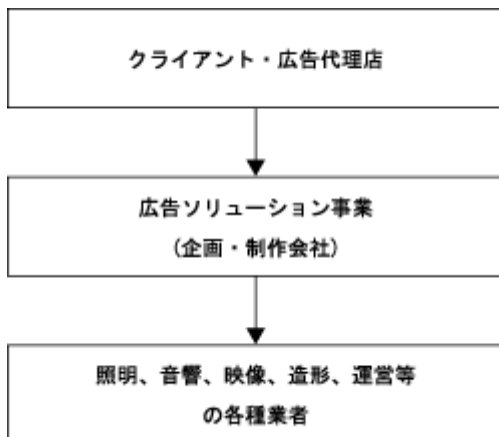 クライアント・広告代理店
広告ソリューション事業
(企画・制作会社)
照明、音響、映像、造形、運営等
の各種業者